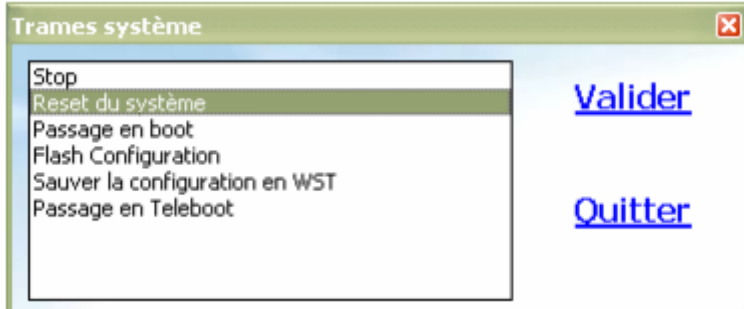 Trames système
Stop
Reset du système
Passage en boot
Flash Configuration
Sauver la configuration en WST
Passage en Teleboot
Valider
Quitter